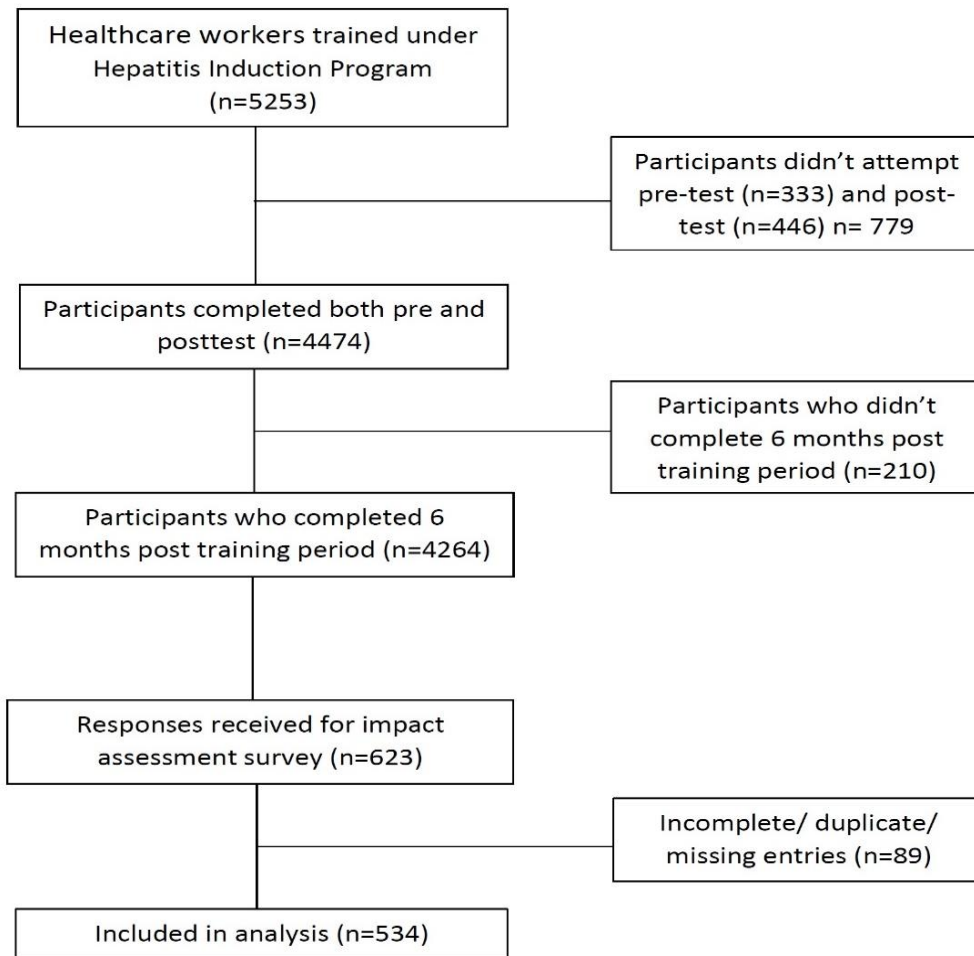 Healthcare workers trained under
Hepatitis Induction Program
(n=5253)
Participants didn’t attempt
pre-test (n=333) and post-
test (n=446) n= 779
Participants completed both pre and
posttest (n=4474)
Participants who didn’t
complete 6 months post
training period (n=210)
Participants who completed 6
months post training period (n=4264)
Responses received for impact
assessment survey (n=623)
Incomplete/ duplicate/
missing entries (n=89)
Included in analysis (n=534)